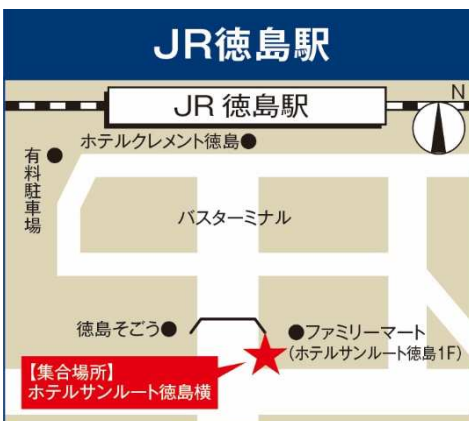 JR徳島駅
N
JR 徳島駅
ホテルクレメント徳島
有料駐車場
バスターミナル
徳島そごう
ファミリーマート
(ホテルサンルート徳島1F)
【集合場所】
ホテルサンルート徳島横